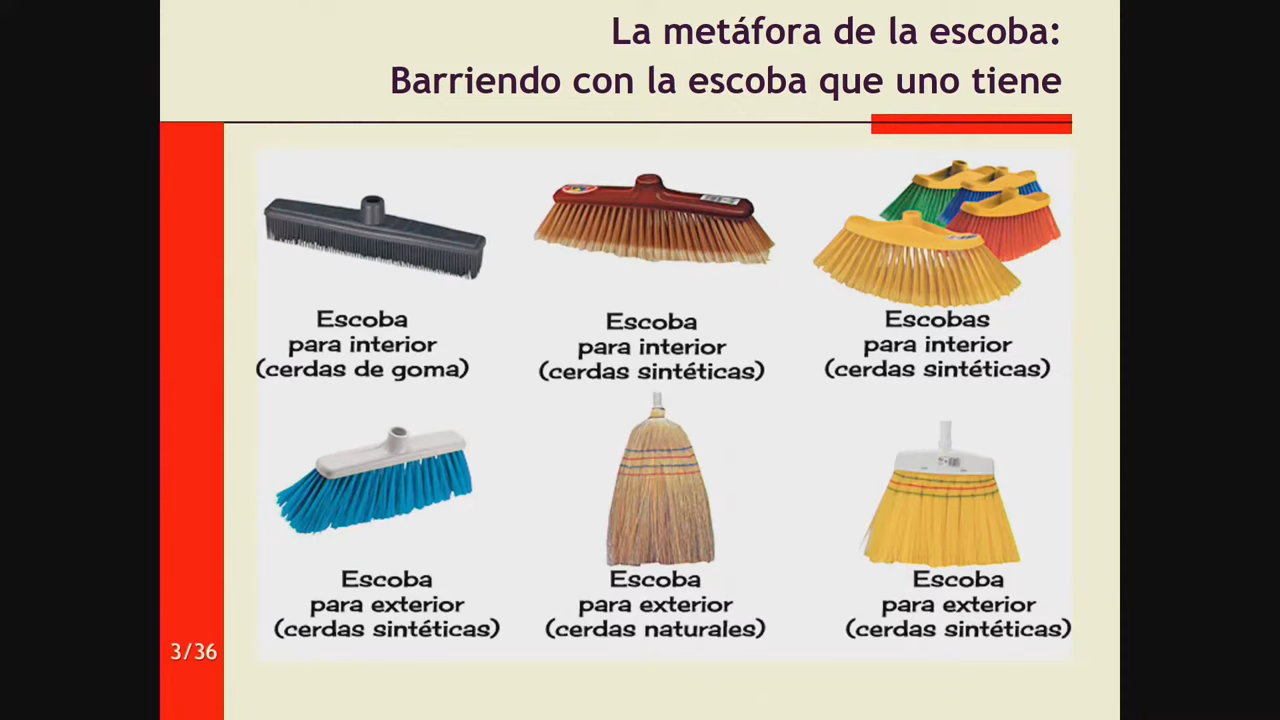 La metáfora de la escoba:
Barriendo con la escoba que uno tiene
Escoba
para interior
(cerdas de goma)
Escoba
para interior
(cerdas sintéticas)
Escobas
para interior
(cerdas sintéticas)
Escoba
para exterior
(cerdas sintéticas)
Escoba
para exterior
(cerdas naturales)
Escoba
para exterior
(cerdas sintéticas)
3/36